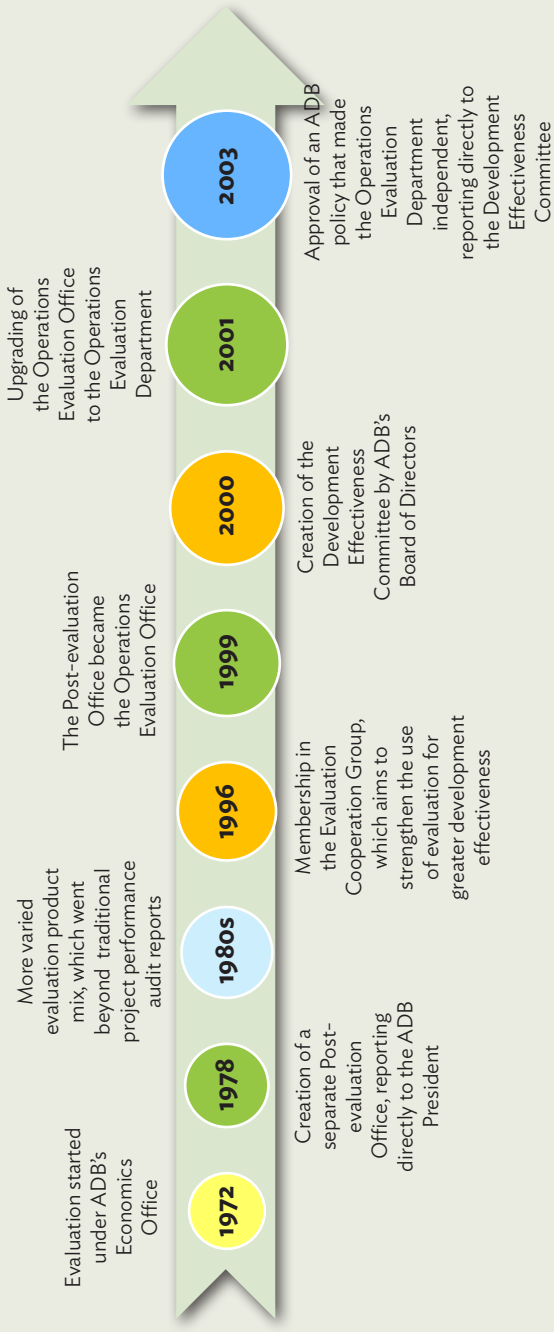 1972
Evaluation started
under ADB's
Economics
Office
1978
Creation of a
separate Post-
evaluation
Office, reporting
directly to the ADB
President
1980s
More varied
evaluation product
mix, which went
beyond traditional
project performance
audit reports
1996
Membership in
the Evaluation
Cooperation Group,
which aims to
strengthen the use
of evaluation for
greater development
effectiveness
1999
The Post-evaluation
Office became
the Operations
Evaluation Office
2000
Creation of the
Development
Effectiveness
Committee by ADB's
Board of Directors
2001
Upgrading of
the Operations
Evaluation Office
to the Operations
Evaluation
Department
2003
Approval of an ADB
policy that made
the Operations
Evaluation
Department
independent,
reporting directly to
the Development
Effectiveness
Committee